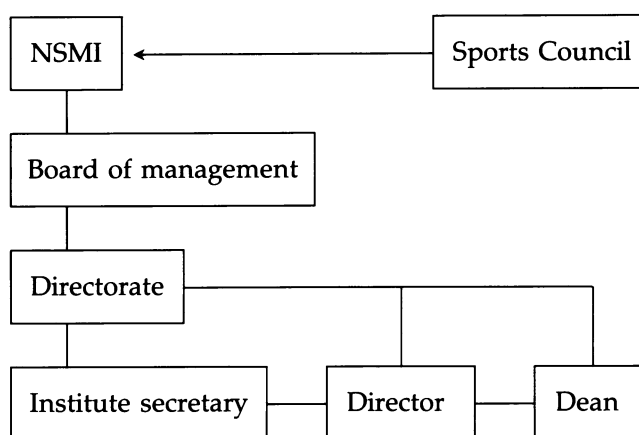 NSMI
Sports Council
Board of management
Directorate
Institute secretary
Director
Dean